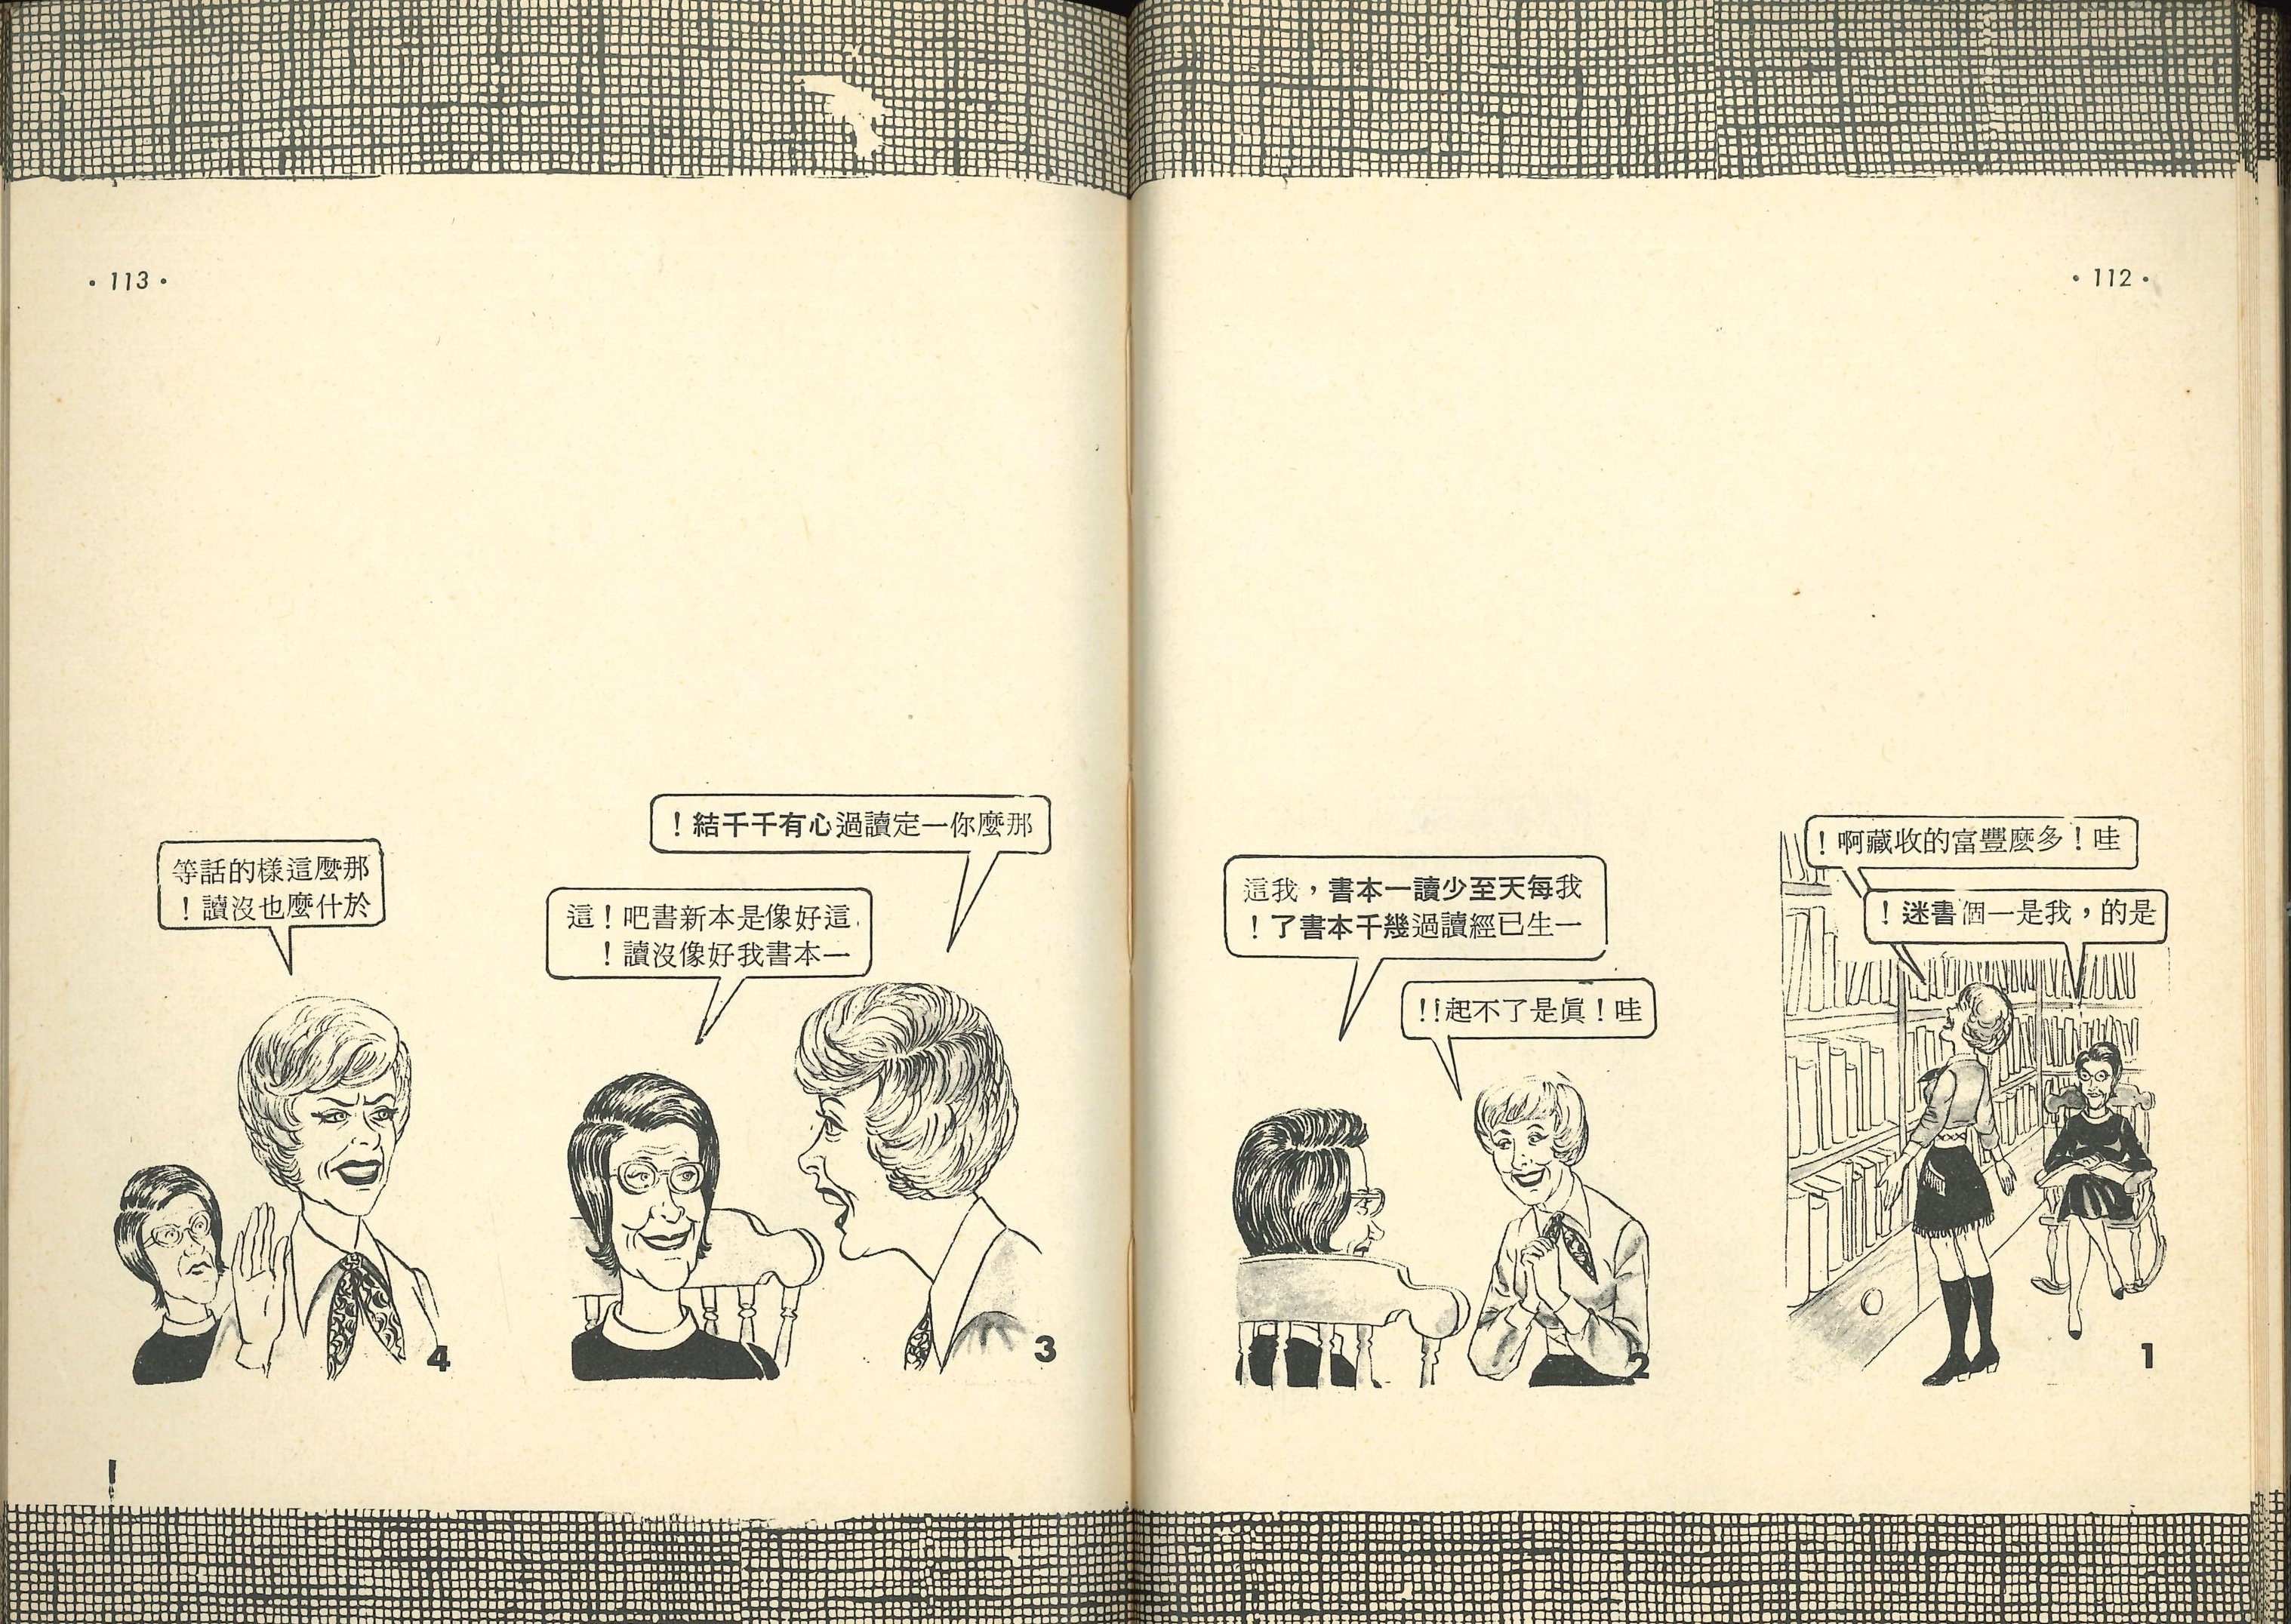 ·112·
哇！多麼豐富的收藏啊！
是的，我是一個書迷！
1
我每天至少讀一本書，我這
一生已經讀過幾千本書了！
哇！眞是了不起!!
2
·113·
那麼你一定讀過心有千千結！
這好像是本新書吧！這
一本書我好像沒讀！
3
那麼這樣的話等
於什麼也沒讀！
4